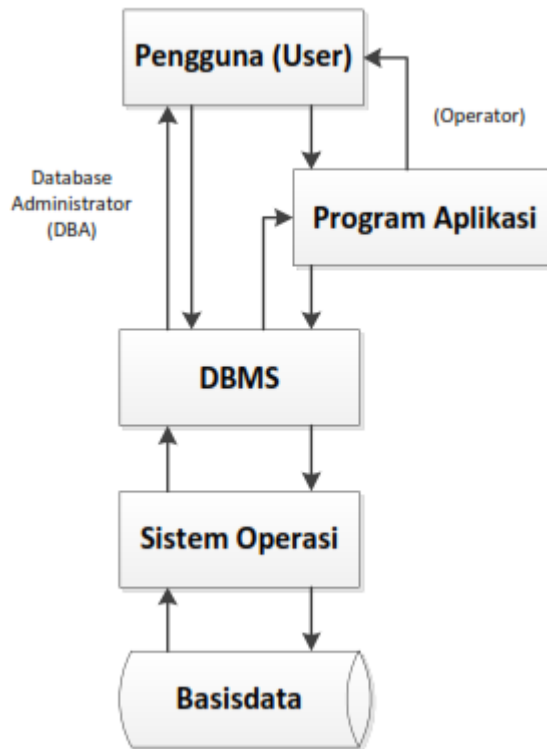 Pengguna (User)
(Operator)
Database
Administrator
(DBA)
Program Aplikasi
DBMS
Sistem Operasi
Basisdata